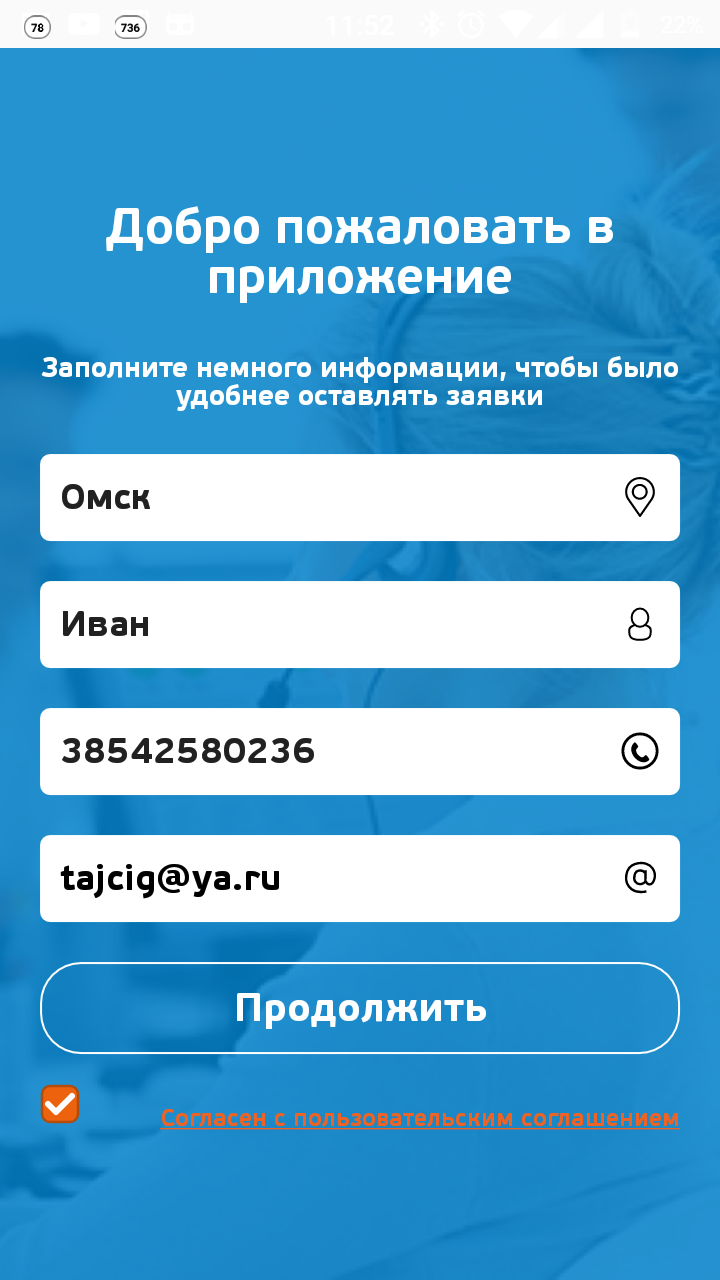 78 736 11:52 22%
Добро пожаловать в
приложение
Заполните немного информации, чтобы было
удобнее оставлять заявки
Омск
Иван
38542580236
tajcig@ya.ru
@
Продолжить
Согласен с пользовательским соглашением